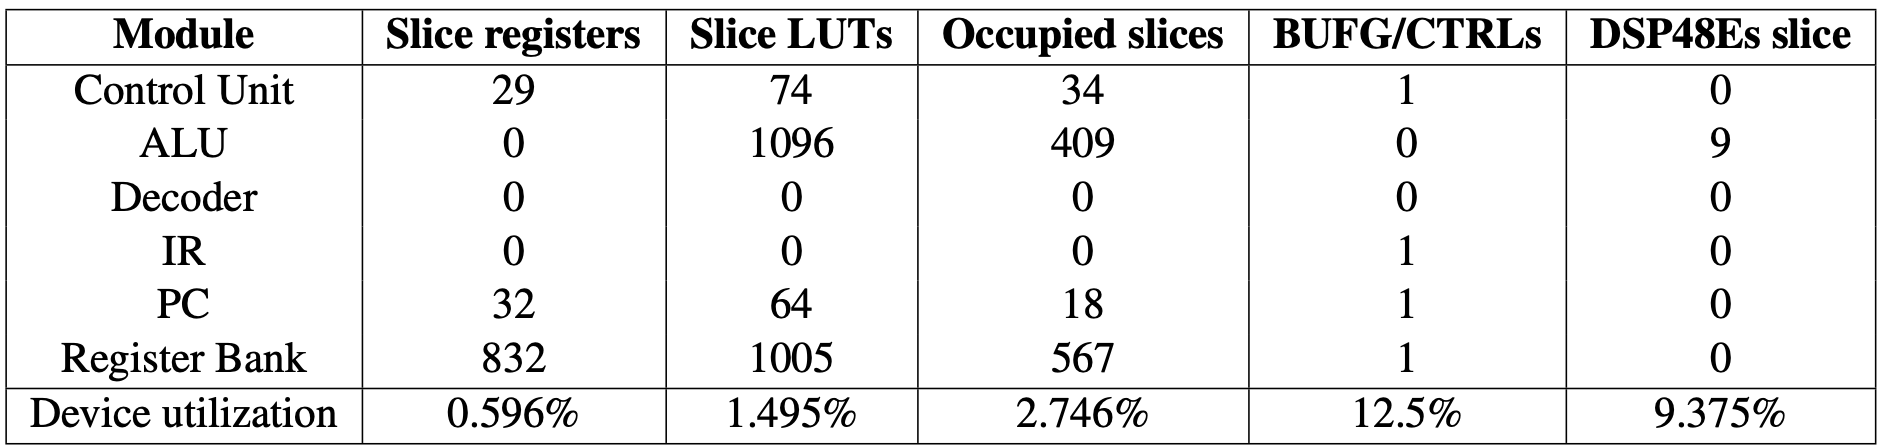 Module Slice registers Slice LUTs Occupied slices BUFG/CTRLs DSP48Es slice
Control Unit 29 74 34 1 0
ALU 0 1096 409 0 9
Decoder 0 0 0 0 0
IR 0 0 0 1 0
PC 32 64 18 1 0
Register Bank 832 1005 567 1 0
Device utilization 0.596% 1.495% 2.746% 12.5% 9.375%